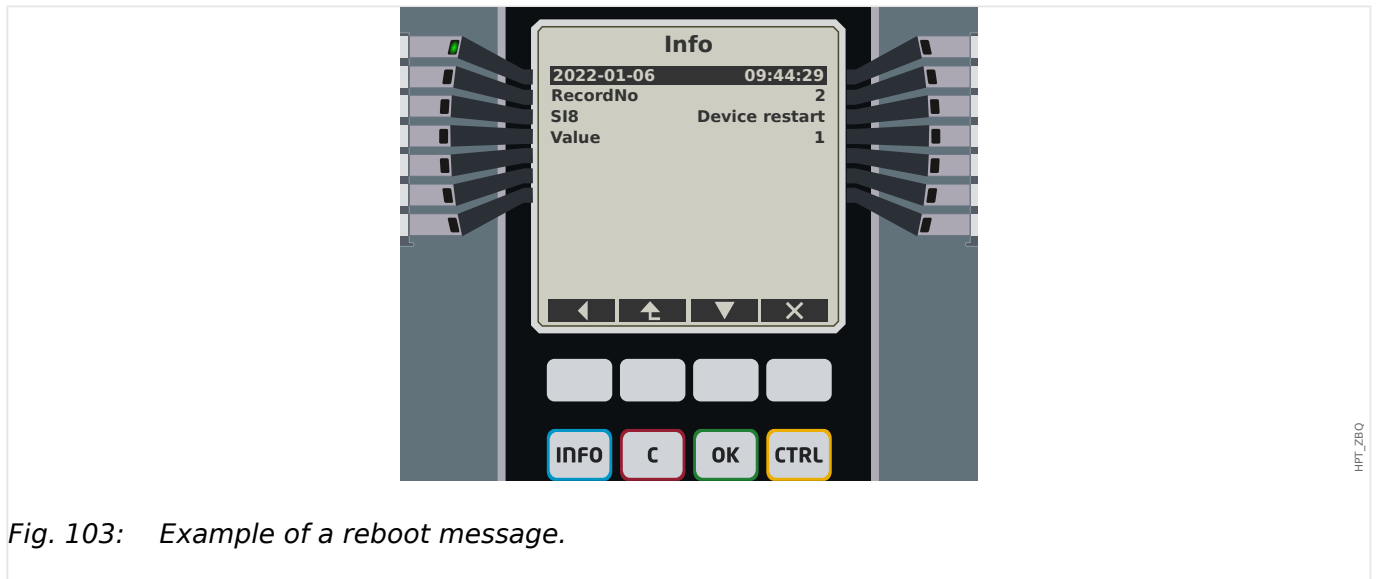 Info
2022-01-06 09:44:29
RecordNo 2
SI8 Device restart
Value 1
INFO C OK CTRL
HPT_ZBQ
Fig. 103: Example of a reboot message.